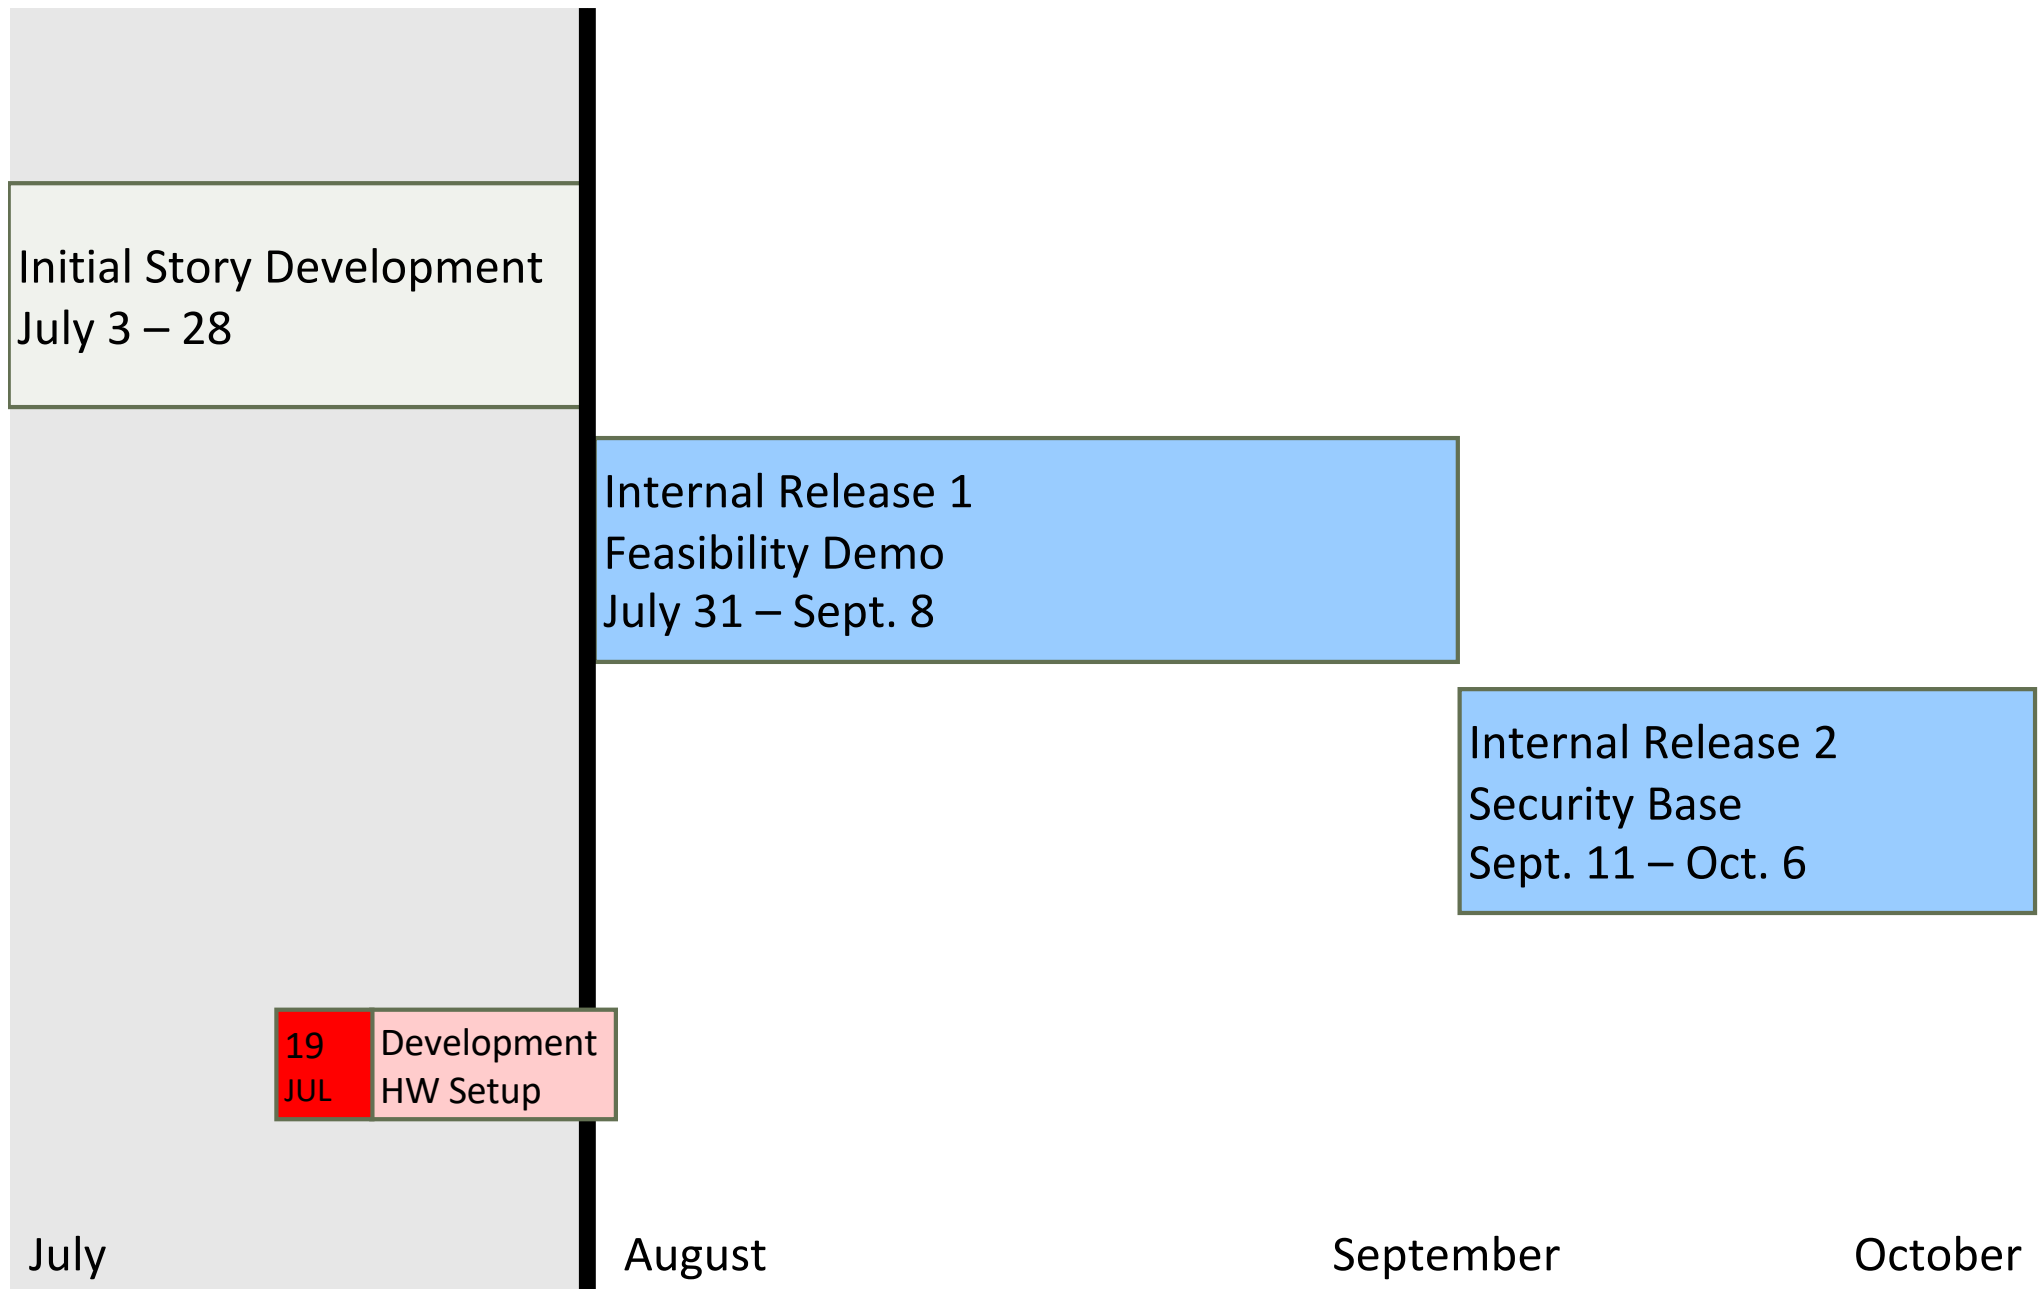 Initial Story Development
July 3 – 28
Internal Release 1
Feasibility Demo
July 31 – Sept. 8
Internal Release 2
Security Base
Sept. 11 – Oct. 6
19
JUL
Development
HW Setup
July
August
September
October